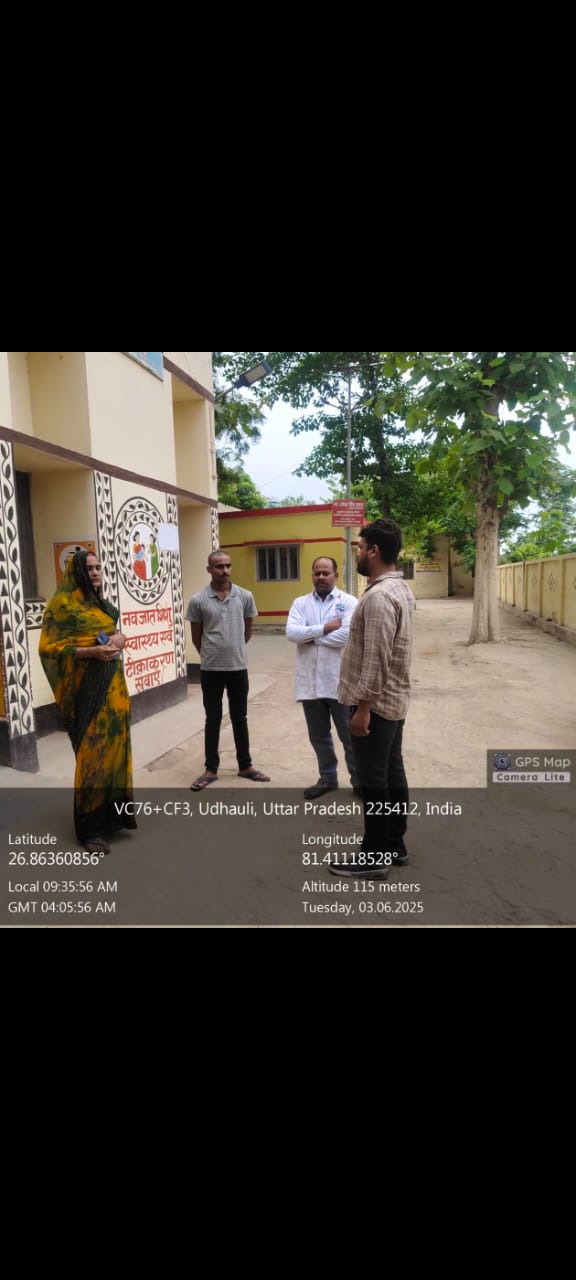 नवजात शिशु
स्वास्थ्य एवं
टीकाकरण
सेवाएं
GPS Map
Camera Lite
VC76+CF3, Udhauli, Uttar Pradesh 225412, India
Latitude
26.86360856°
Longitude
81.41118528°
Local 09:35:56 AM
GMT 04:05:56 AM
Altitude 115 meters
Tuesday, 03.06.2025